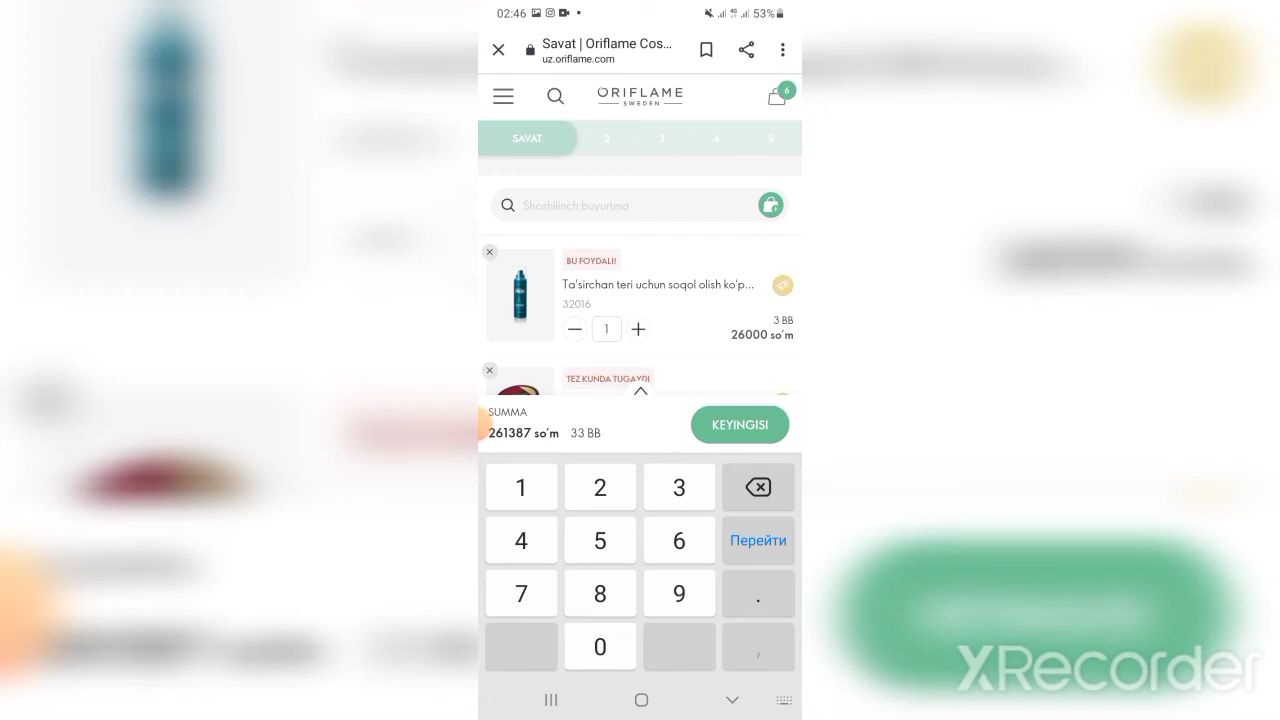 02:46
4G
53%
Savat | Oriflame Cos...
uz.oriflame.com
ORIFLAME
SWEDEN
6
SAVAT 2 3 4 5
Shoshilinch buyurtma
BU FOYDALI!
Ta'sirchan teri uchun soqol olish ko'p...
32016
1
3 BB
26000 so'm
TEZ KUNDA TUGAYDI
SUMMA
261387 so'm 33 BB
KEYINGISI
1 2 3
4 5 6 Перейти
7 8 9 .
0 ,
XRecorder